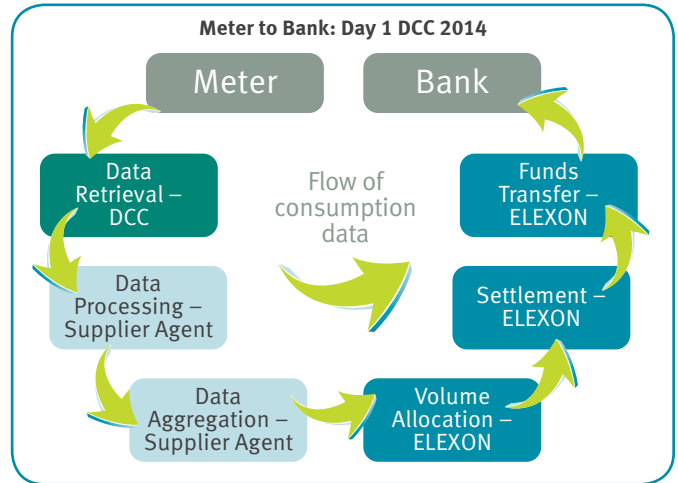 Meter to Bank: Day 1 DCC 2014
Meter
Bank
Data
Retrieval –
DCC
Flow of
consumption
data
Funds
Transfer –
ELEXON
Data
Processing –
Supplier Agent
Settlement –
ELEXON
Data
Aggregation –
Supplier Agent
Volume
Allocation –
ELEXON